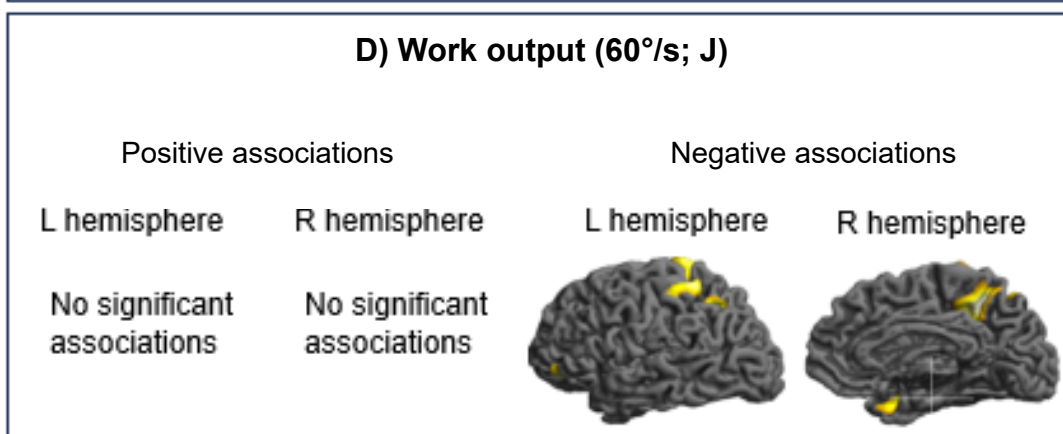 D) Work output (60°/s; J)
Positive associations
Negative associations
L hemisphere
R hemisphere
L hemisphere
R hemisphere
No significant
associations
No significant
associations